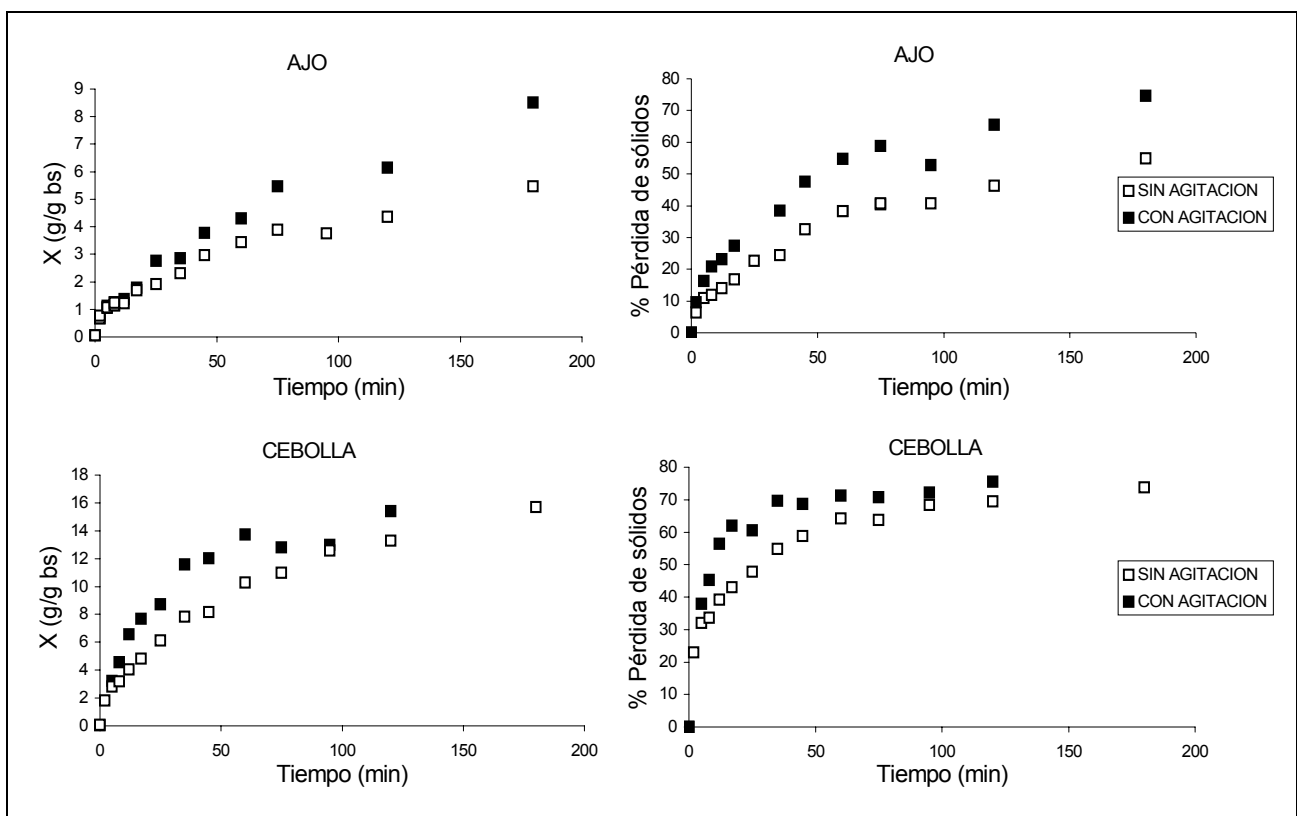 AJO
9
8
7
6
5
4
3
2
1
0
X (g/g bs)
0 50 100 150 200
Tiempo (min)
AJO
80
70
60
50
40
30
20
10
0
% Pérdida de sólidos
0 50 100 150 200
Tiempo (min)
SIN AGITACION
CON AGITACION
CEBOLLA
18
16
14
12
10
8
6
4
2
0
X (g/g bs)
0 50 100 150 200
Tiempo (min)
CEBOLLA
80
70
60
50
40
30
20
10
0
% Pérdida de sólidos
0 50 100 150 200
Tiempo (min)
SIN AGITACION
CON AGITACION